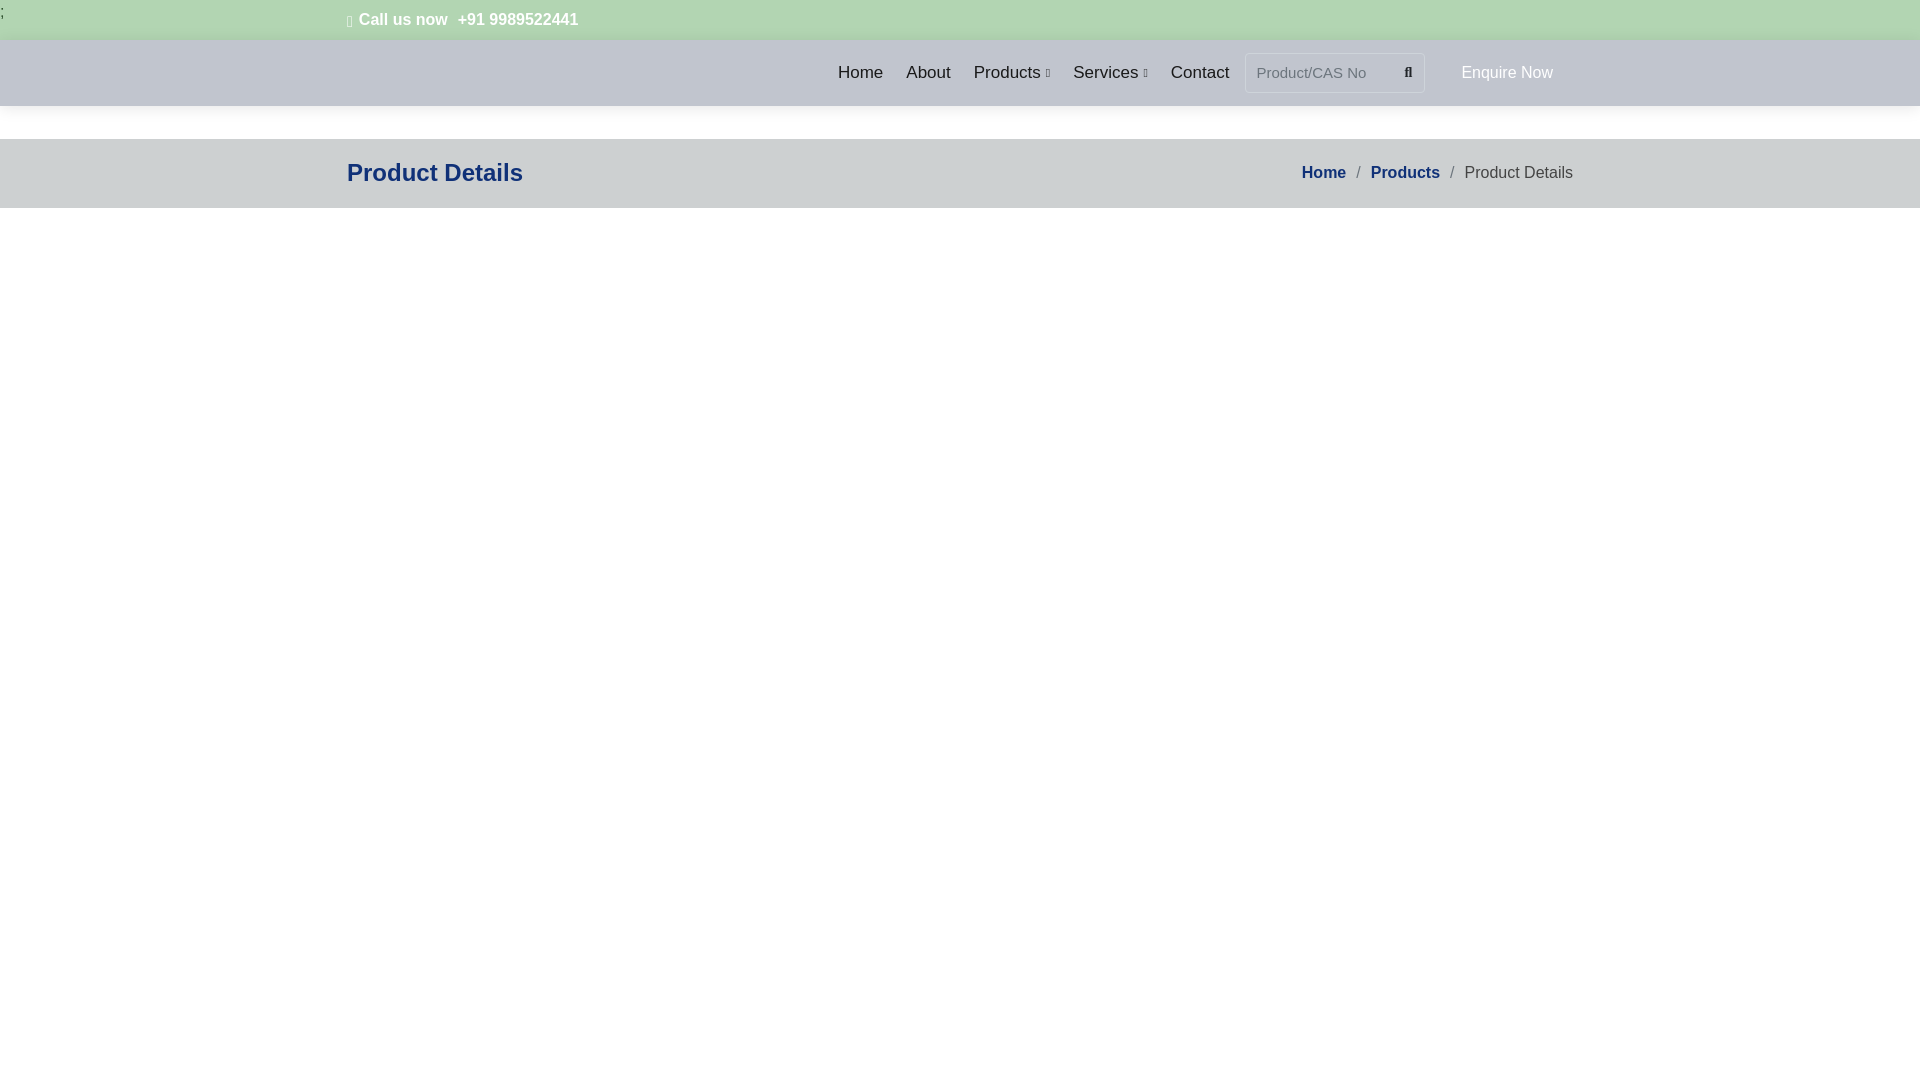 ;
Call us now +91 9989522441
Home About Products Services Contact Product/CAS No Enquire Now
Product Details
Home / Products / Product Details